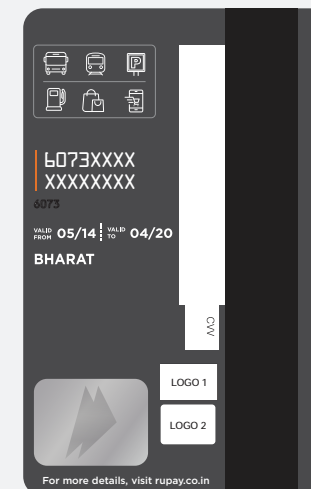 P
6073XXXX
XXXXXXXX
6073
VALID FROM 05/14 VALID TO 04/20
BHARAT
CVV
LOGO 1
LOGO 2
For more details, visit rupay.co.in